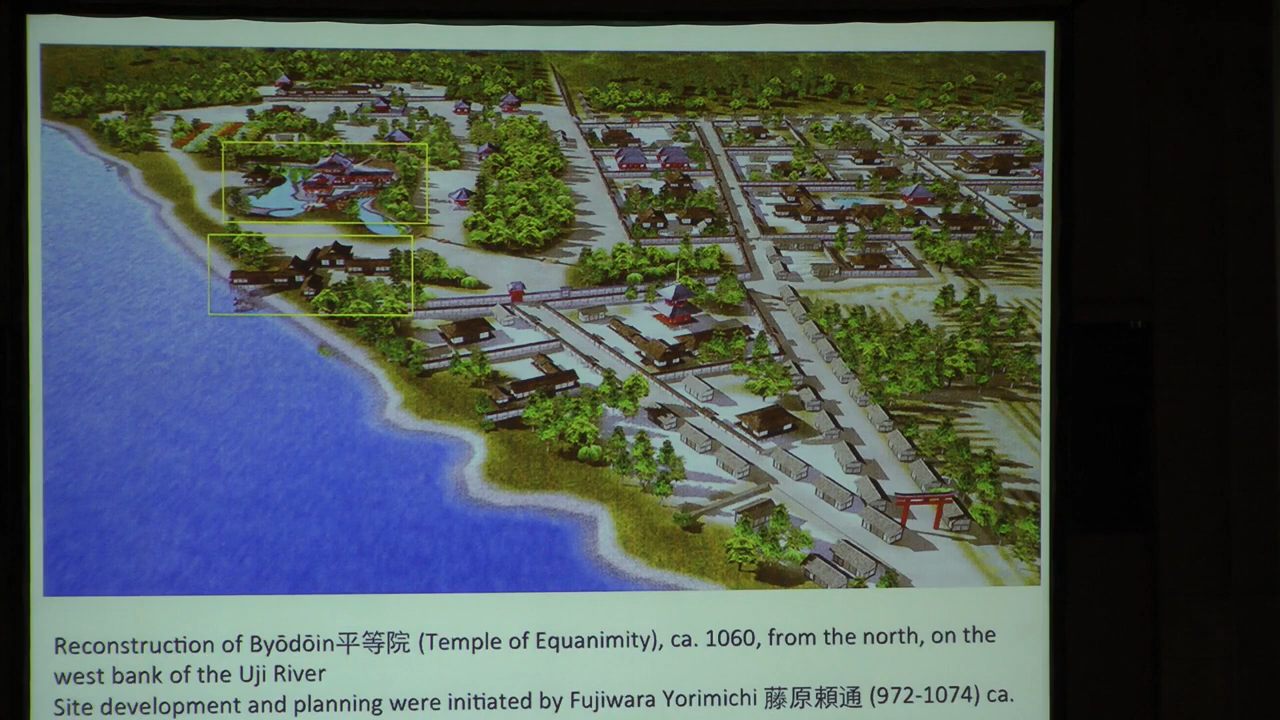 Reconstruction of Byōdōin平等院 (Temple of Equanimity), ca. 1060, from the north, on the
west bank of the Uji River
Site development and planning were initiated by Fujiwara Yorimichi 藤原頼通 (972-1074) ca.